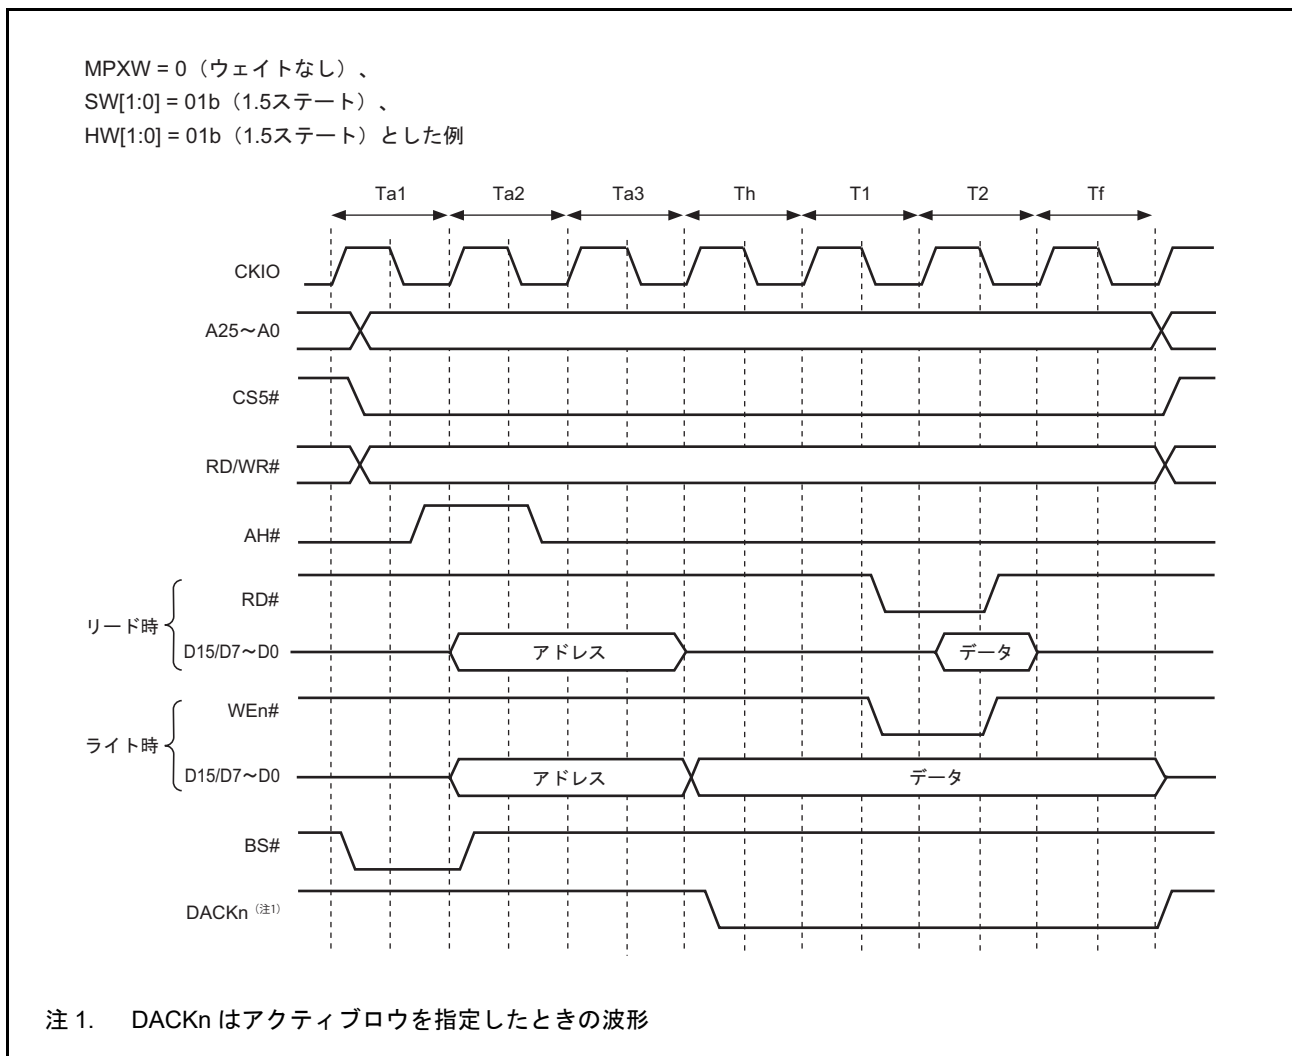 MPXW = 0（ウェイトなし）、
SW[1:0] = 01b（1.5ステート）、
HW[1:0] = 01b（1.5ステート）とした例
Ta1 Ta2 Ta3 Th T1 T2 Tf
CKIO
A25～A0
CS5#
RD/WR#
AH#
リード時
RD#
D15/D7～D0 アドレス データ
ライト時
WEn#
D15/D7～D0 アドレス データ
BS#
DACKn（注1）
注 1. DACKn はアクティブロウを指定したときの波形